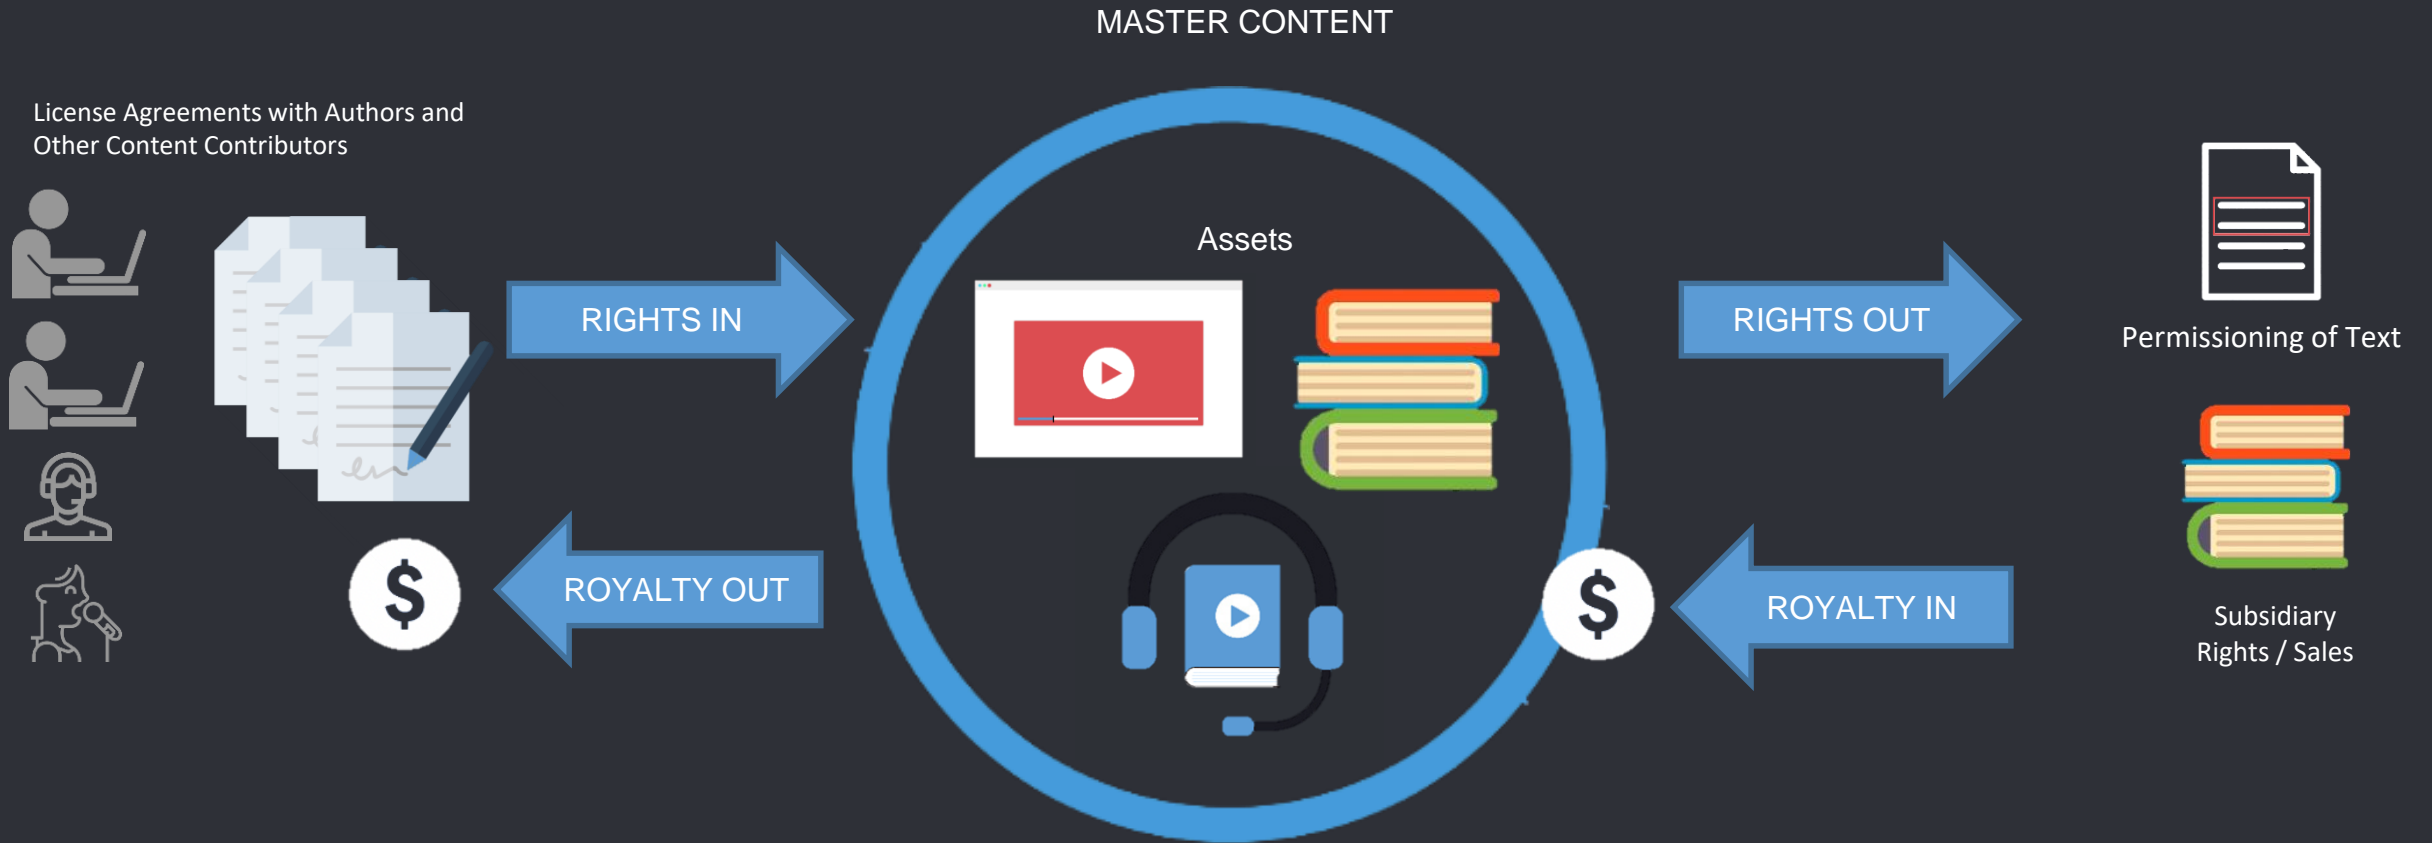 MASTER CONTENT
License Agreements with Authors and
Other Content Contributors
Assets
RIGHTS IN
RIGHTS OUT
Permissioning of Text
ROYALTY OUT
$
$
ROYALTY IN
Subsidiary
Rights / Sales